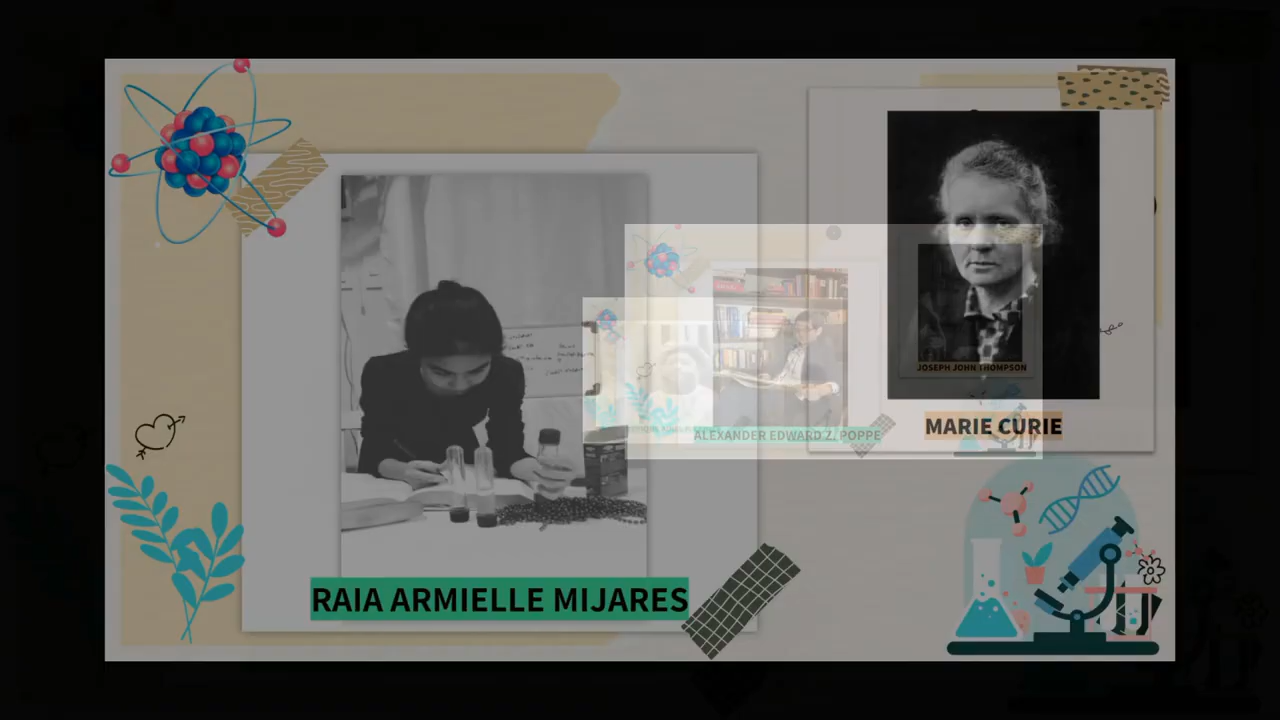 RAIA ARMIELLE MIJARES
MARIE CURIE
JOSEPH JOHN THOMPSON
ALEXANDER EDWARD Z. POPPE